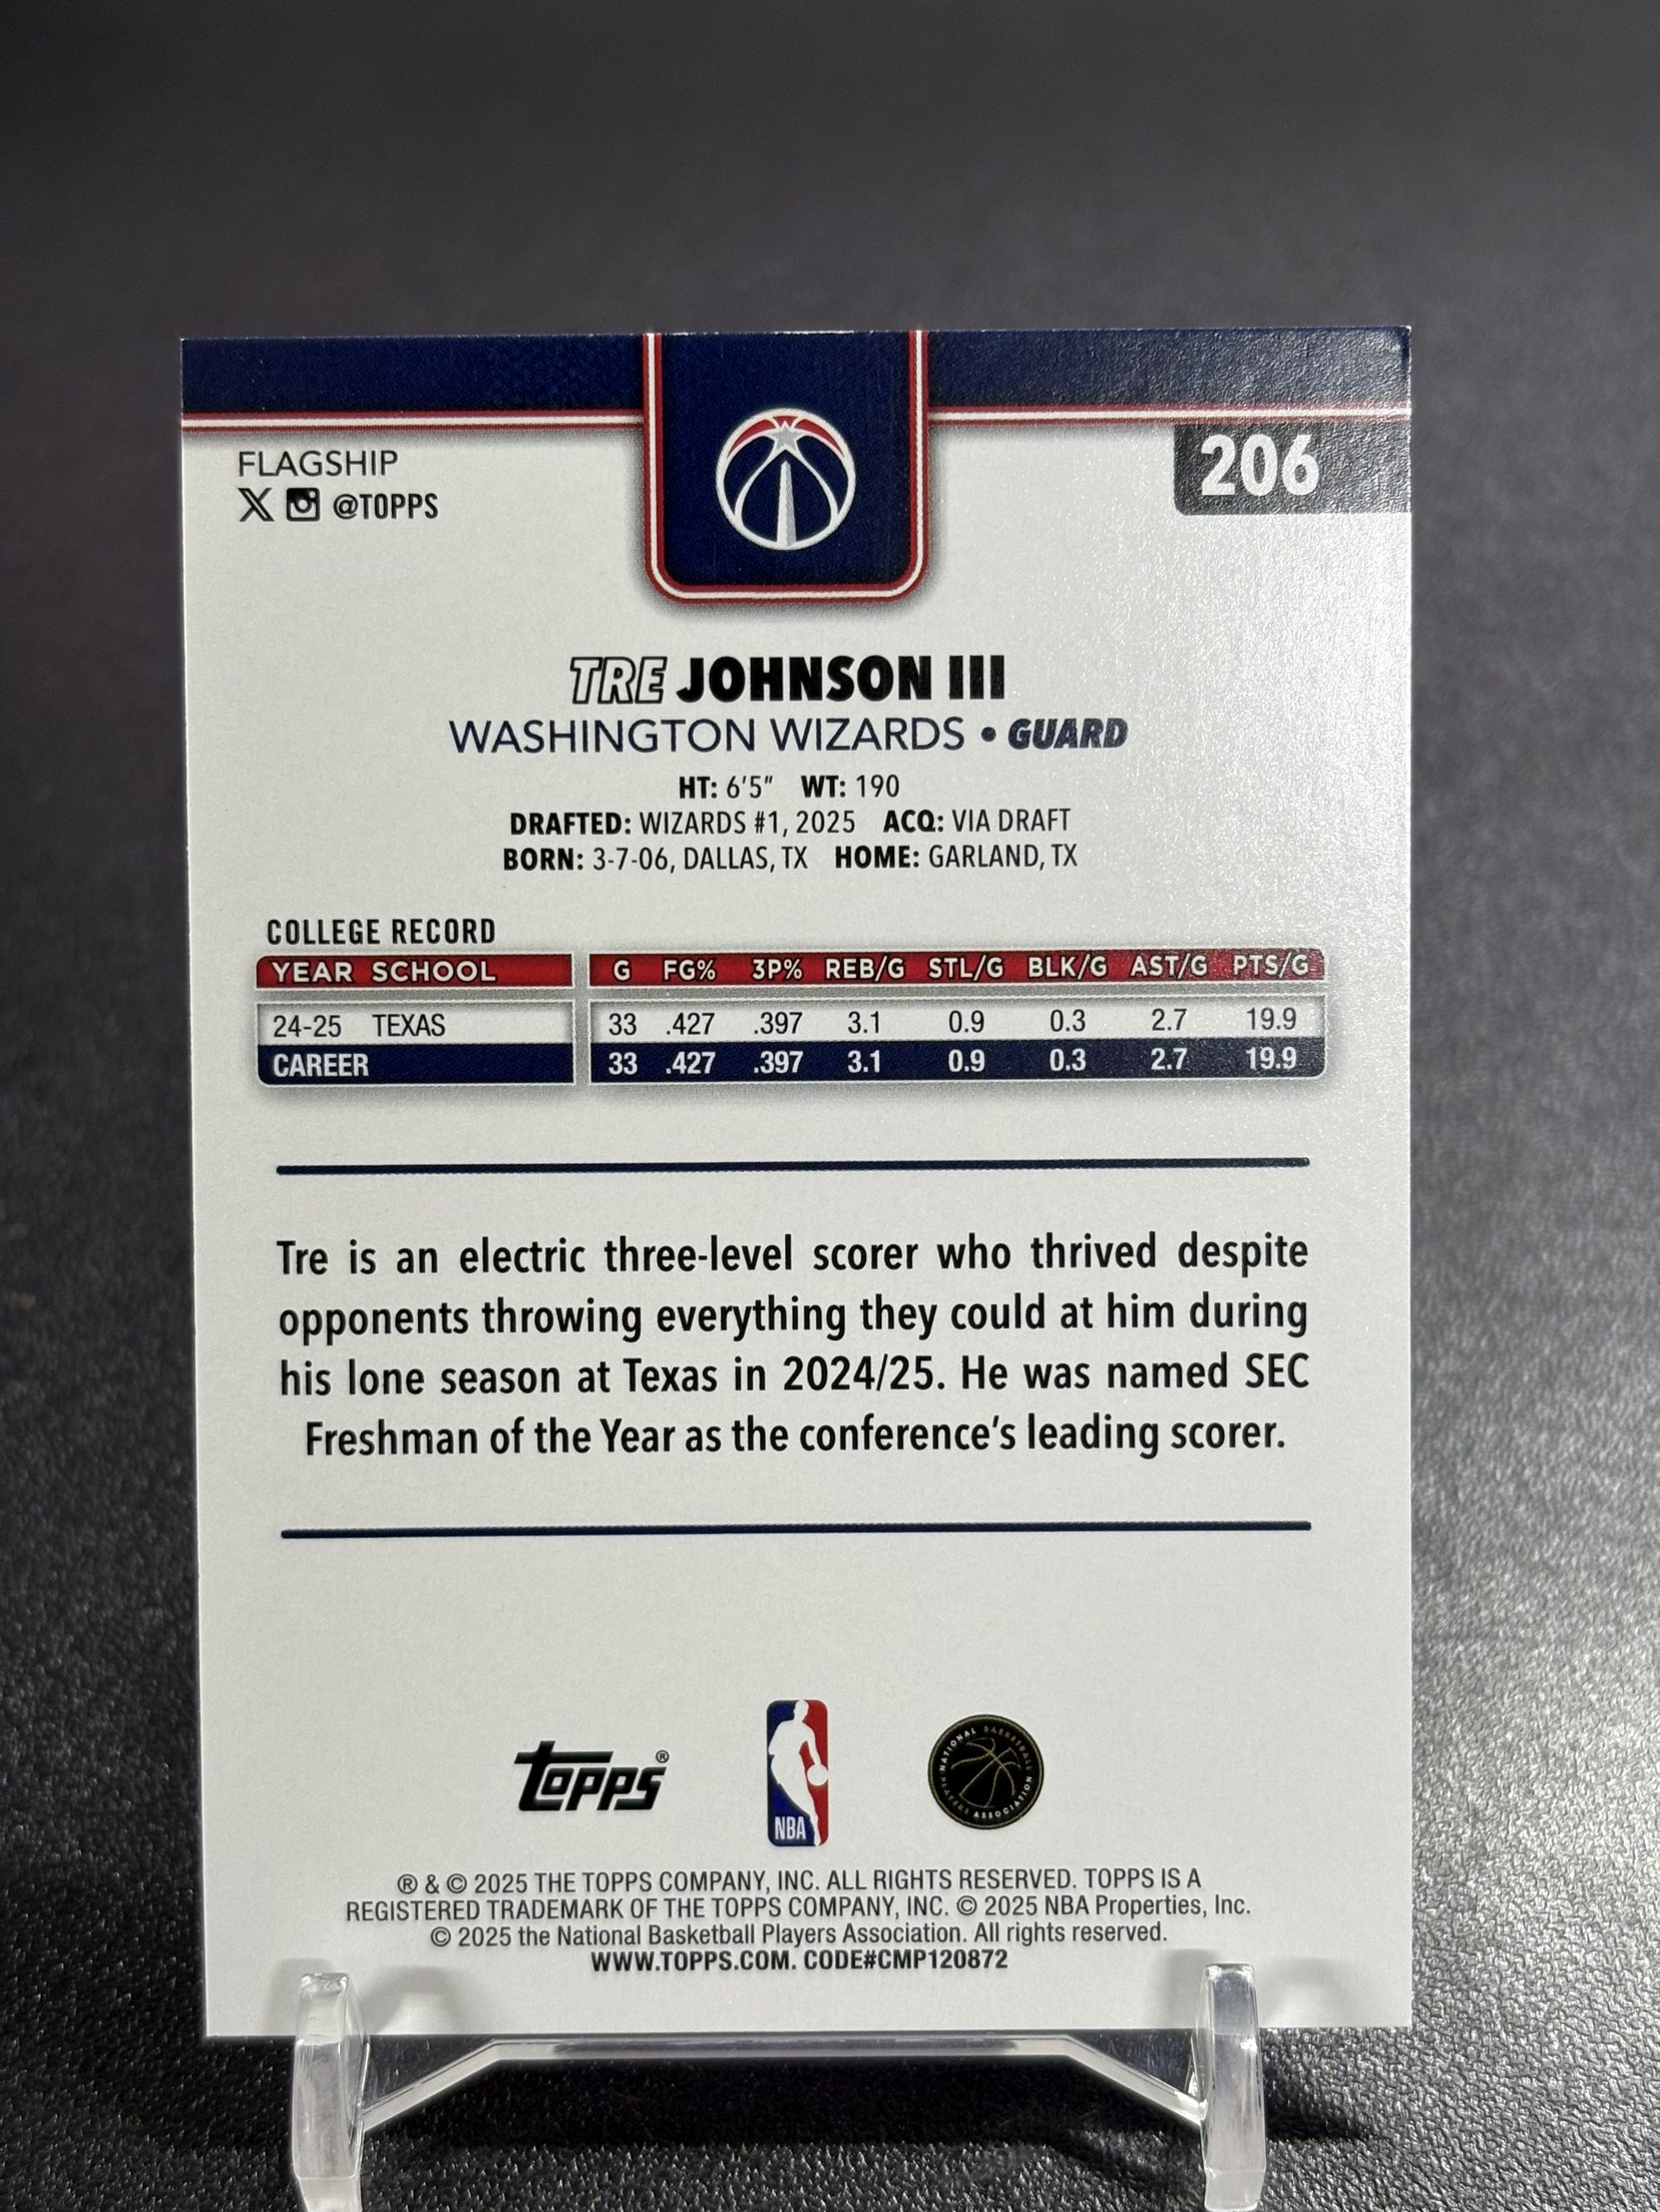 FLAGSHIP
X @TOPPS
206
TRE JOHNSON III
WASHINGTON WIZARDS • GUARD
HT: 6'5" WT: 190
DRAFTED: WIZARDS #1, 2025 ACQ: VIA DRAFT
BORN: 3-7-06, DALLAS, TX HOME: GARLAND, TX
COLLEGE RECORD
YEAR SCHOOL G FG% 3P% REB/G STL/G BLK/G AST/G PTS/G
24-25 TEXAS 33 .427 .397 3.1 0.9 0.3 2.7 19.9
CAREER 33 .427 .397 3.1 0.9 0.3 2.7 19.9
Tre is an electric three-level scorer who thrived despite
opponents throwing everything they could at him during
his lone season at Texas in 2024/25. He was named SEC
Freshman of the Year as the conference's leading scorer.
Topps®
NBA
NATIONAL BASKETBALL PLAYERS ASSOCIATION
® & © 2025 THE TOPPS COMPANY, INC. ALL RIGHTS RESERVED. TOPPS IS A
REGISTERED TRADEMARK OF THE TOPPS COMPANY, INC. © 2025 NBA Properties, Inc.
© 2025 the National Basketball Players Association. All rights reserved.
WWW.TOPPS.COM. CODE#CMP120872